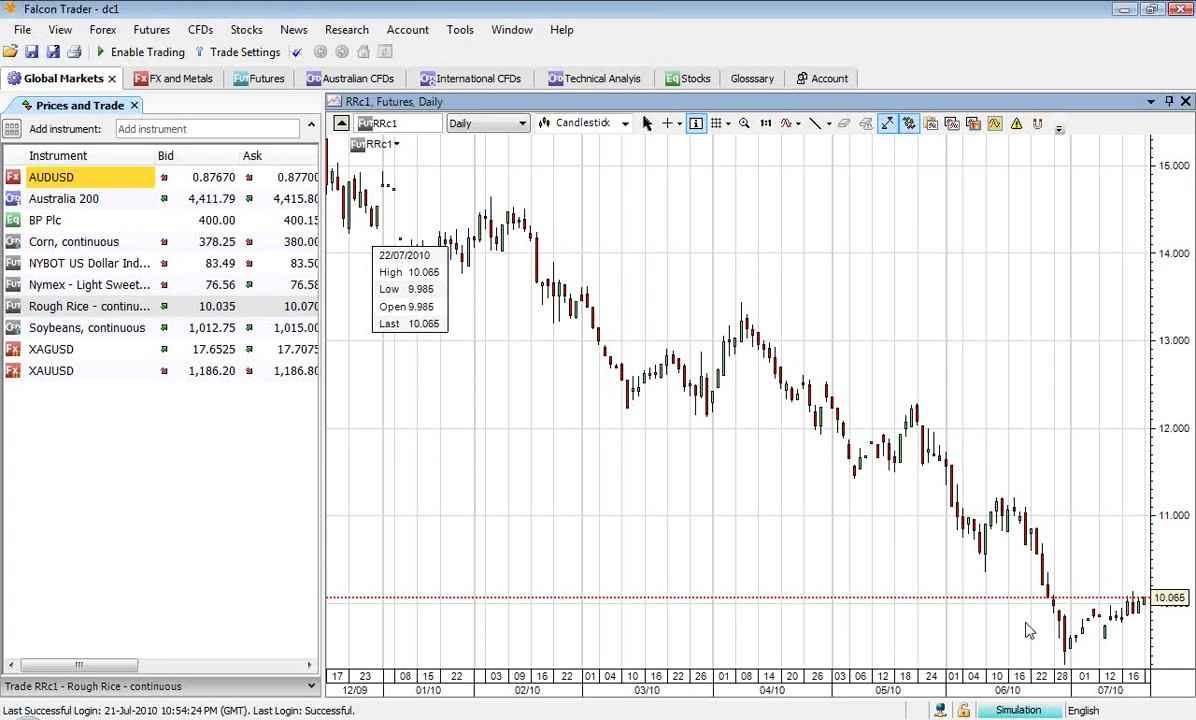 Falcon Trader - dc1
File View Forex Futures CFDs Stocks News Research Account Tools Window Help
Enable Trading Trade Settings
Global Markets FX and Metals Futures Australian CFDs International CFDs Technical Analyis Stocks Glosssary Account
Prices and Trade
RRc1, Futures, Daily
Add instrument: Add instrument
Fut RRc1 Daily Candlestick 1:1
Instrument Bid Ask
Fut RRc1
AUDUSD 0.87670 0.87700
Australia 200 4,411.79 4,415.80
BP Plc 400.00 400.15
Corn, continuous 378.25 380.00
NYBOT US Dollar Ind... 83.49 83.50
Nymex - Light Sweet... 76.56 76.58
Rough Rice - continu... 10.035 10.070
Soybeans, continuous 1,012.75 1,015.00
XAGUSD 17.6525 17.7075
XAUUSD 1,186.20 1,186.80
22/07/2010
High 10.065
Low 9.985
Open 9.985
Last 10.065
15.000
14.000
13.000
12.000
11.000
10.065
17 23 08 15 22 03 09 16 22 01 04 10 16 22 26 01 08 14 20 26 03 06 12 18 24 01 04 10 16 22 28 01 12 16
12/09 01/10 02/10 03/10 04/10 05/10 06/10 07/10
Trade RRc1 - Rough Rice - continuous
Last Successful Login: 21-Jul-2010 10:54:24 PM (GMT). Last Login: Successful.
Simulation English